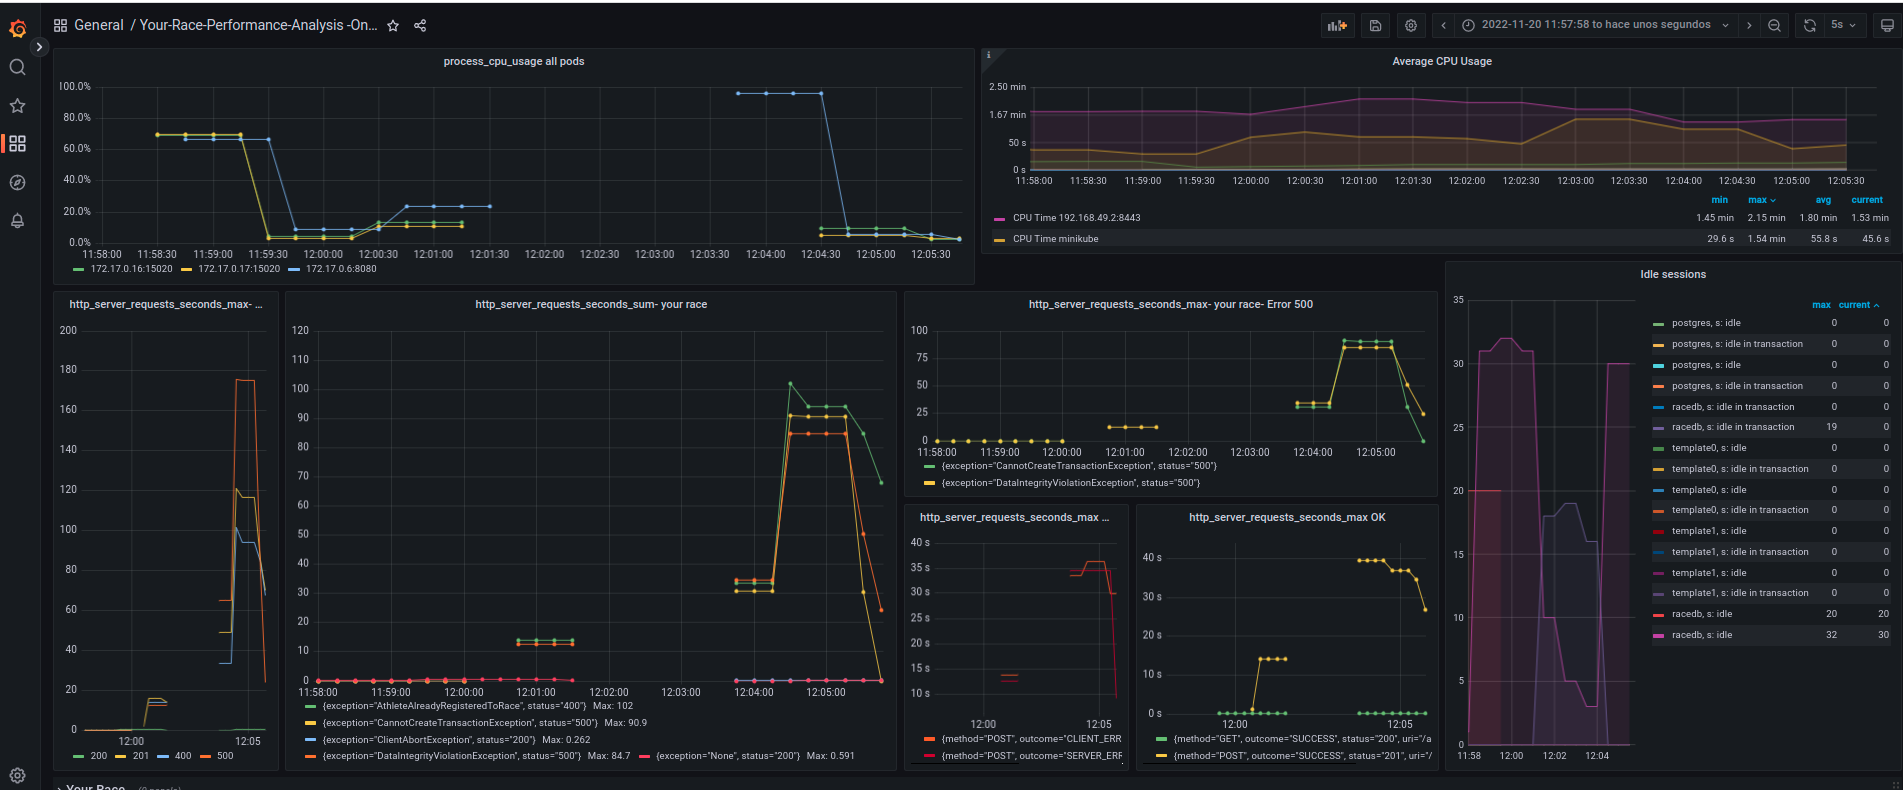 General / Your-Race-Performance-Analysis -On...
2022-11-20 11:57:58 to hace unos segundos
5s
process_cpu_usage all pods
100.0%
80.0%
60.0%
40.0%
20.0%
0.0%
11:58:00 11:58:30 11:59:00 11:59:30 12:00:00 12:00:30 12:01:00 12:01:30 12:02:00 12:02:30 12:03:00 12:03:30 12:04:00 12:04:30 12:05:00 12:05:30
172.17.0.16:15020 172.17.0.17:15020 172.17.0.6:8080
Average CPU Usage
2.50 min
1.67 min
50 s
0 s
11:58:00 11:58:30 11:59:00 11:59:30 12:00:00 12:00:30 12:01:00 12:01:30 12:02:00 12:02:30 12:03:00 12:03:30 12:04:00 12:04:30 12:05:00 12:05:30
min max avg current
CPU Time 192.168.49.2:8443 1.45 min 2.15 min 1.80 min 1.53 min
CPU Time minikube 29.6 s 1.54 min 55.8 s 45.6 s
http_server_requests_seconds_max- ...
200
180
160
140
120
100
80
60
40
20
0
12:00 12:05
200 201 400 500
http_server_requests_seconds_sum- your race
120
110
100
90
80
70
60
50
40
30
20
10
0
11:58:00 11:59:00 12:00:00 12:01:00 12:02:00 12:03:00 12:04:00 12:05:00
{exception="AthleteAlreadyRegisteredToRace", status="400"} Max: 102
{exception="CannotCreateTransactionException", status="500"} Max: 90.9
{exception="ClientAbortException", status="200"} Max: 0.262
{exception="DataIntegrityViolationException", status="500"} Max: 84.7 {exception="None", status="200"} Max: 0.591
http_server_requests_seconds_max- your race- Error 500
100
75
50
25
0
11:58:00 11:59:00 12:00:00 12:01:00 12:02:00 12:03:00 12:04:00 12:05:00
{exception="CannotCreateTransactionException", status="500"}
{exception="DataIntegrityViolationException", status="500"}
http_server_requests_seconds_max ...
40 s
35 s
30 s
25 s
20 s
15 s
10 s
12:00 12:05
{method="POST", outcome="CLIENT_ERR
{method="POST", outcome="SERVER_ERF
http_server_requests_seconds_max OK
40 s
30 s
20 s
10 s
0 s
12:00 12:05
{method="GET", outcome="SUCCESS", status="200", uri="/a
{method="POST", outcome="SUCCESS", status="201", uri="/
Idle sessions
35
30
25
20
15
10
5
0
11:58 12:00 12:02 12:04
max current
postgres, s: idle 0 0
postgres, s: idle in transaction 0 0
postgres, s: idle 0 0
postgres, s: idle in transaction 0 0
racedb, s: idle in transaction 0 0
racedb, s: idle in transaction 19 0
template0, s: idle 0 0
template0, s: idle in transaction 0 0
template0, s: idle 0 0
template0, s: idle in transaction 0 0
template1, s: idle 0 0
template1, s: idle in transaction 0 0
template1, s: idle 0 0
template1, s: idle in transaction 0 0
racedb, s: idle 20 20
racedb, s: idle 32 30
Your Race